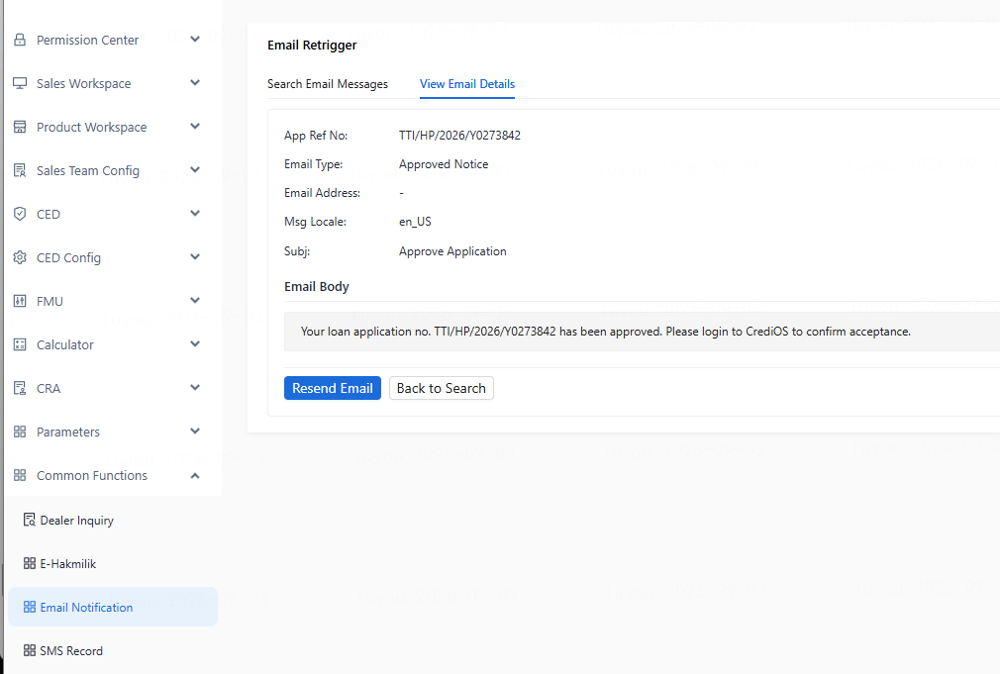 Permission Center
Sales Workspace
Product Workspace
Sales Team Config
CED
CED Config
FMU
Calculator
CRA
Parameters
Common Functions
Dealer Inquiry
E-Hakmilik
Email Notification
SMS Record
Email Retrigger
Search Email Messages View Email Details
App Ref No: TTI/HP/2026/Y0273842
Email Type: Approved Notice
Email Address: -
Msg Locale: en_US
Subj: Approve Application
Email Body
Your loan application no. TTI/HP/2026/Y0273842 has been approved. Please login to CrediOS to confirm acceptance.
Resend Email Back to Search